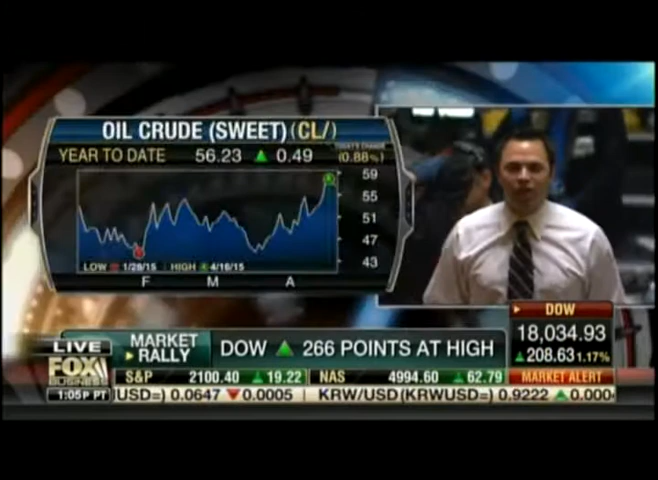 OIL CRUDE (SWEET) (CL/)
YEAR TO DATE 56.23 ▲ 0.49 TODAY'S CHANGE (0.88%)
59
55
51
47
43
LOW 1/28/15 HIGH 4/16/15
F M A
DOW
18,034.93
▲ 208.63 1.17%
MARKET ALERT
LIVE
FOX
BUSINESS
1:05P PT
MARKET
▸ RALLY
DOW ▲ 266 POINTS AT HIGH
S&P 2100.40 ▲ 19.22 NAS 4994.60 ▲ 62.79
USD=) 0.0647 ▼ 0.0005 KRW/USD(KRWUSD=) 0.9222 ▲ 0.000